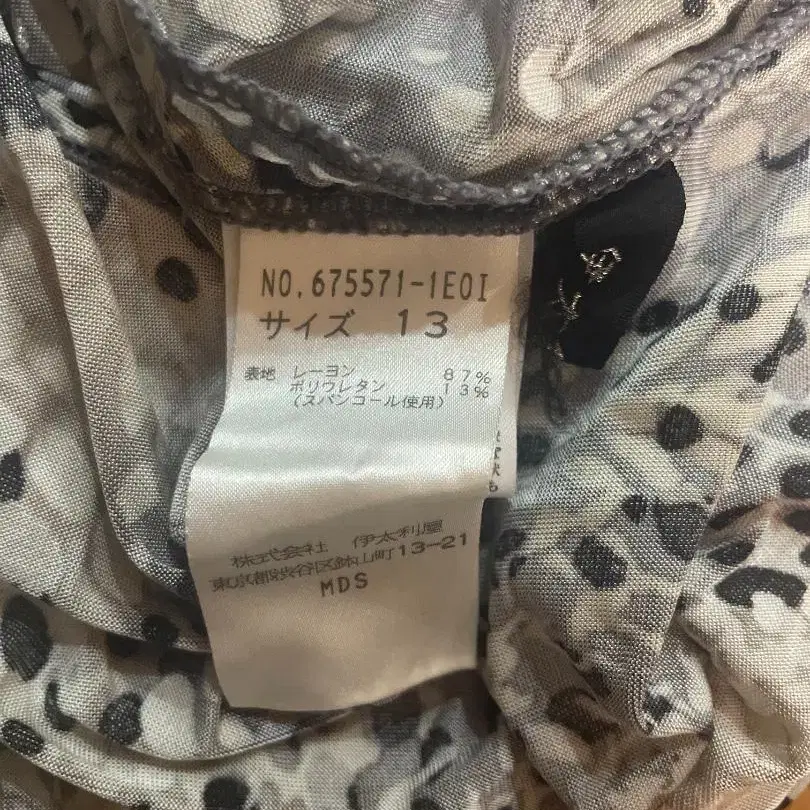 NO.675571-1E0I
サイズ 13
表地 レーヨン 87%
ポリウレタン 13%
(スパンコール使用)
株式会社 伊太利屋
東京都渋谷区鉢山町13-21
MDS